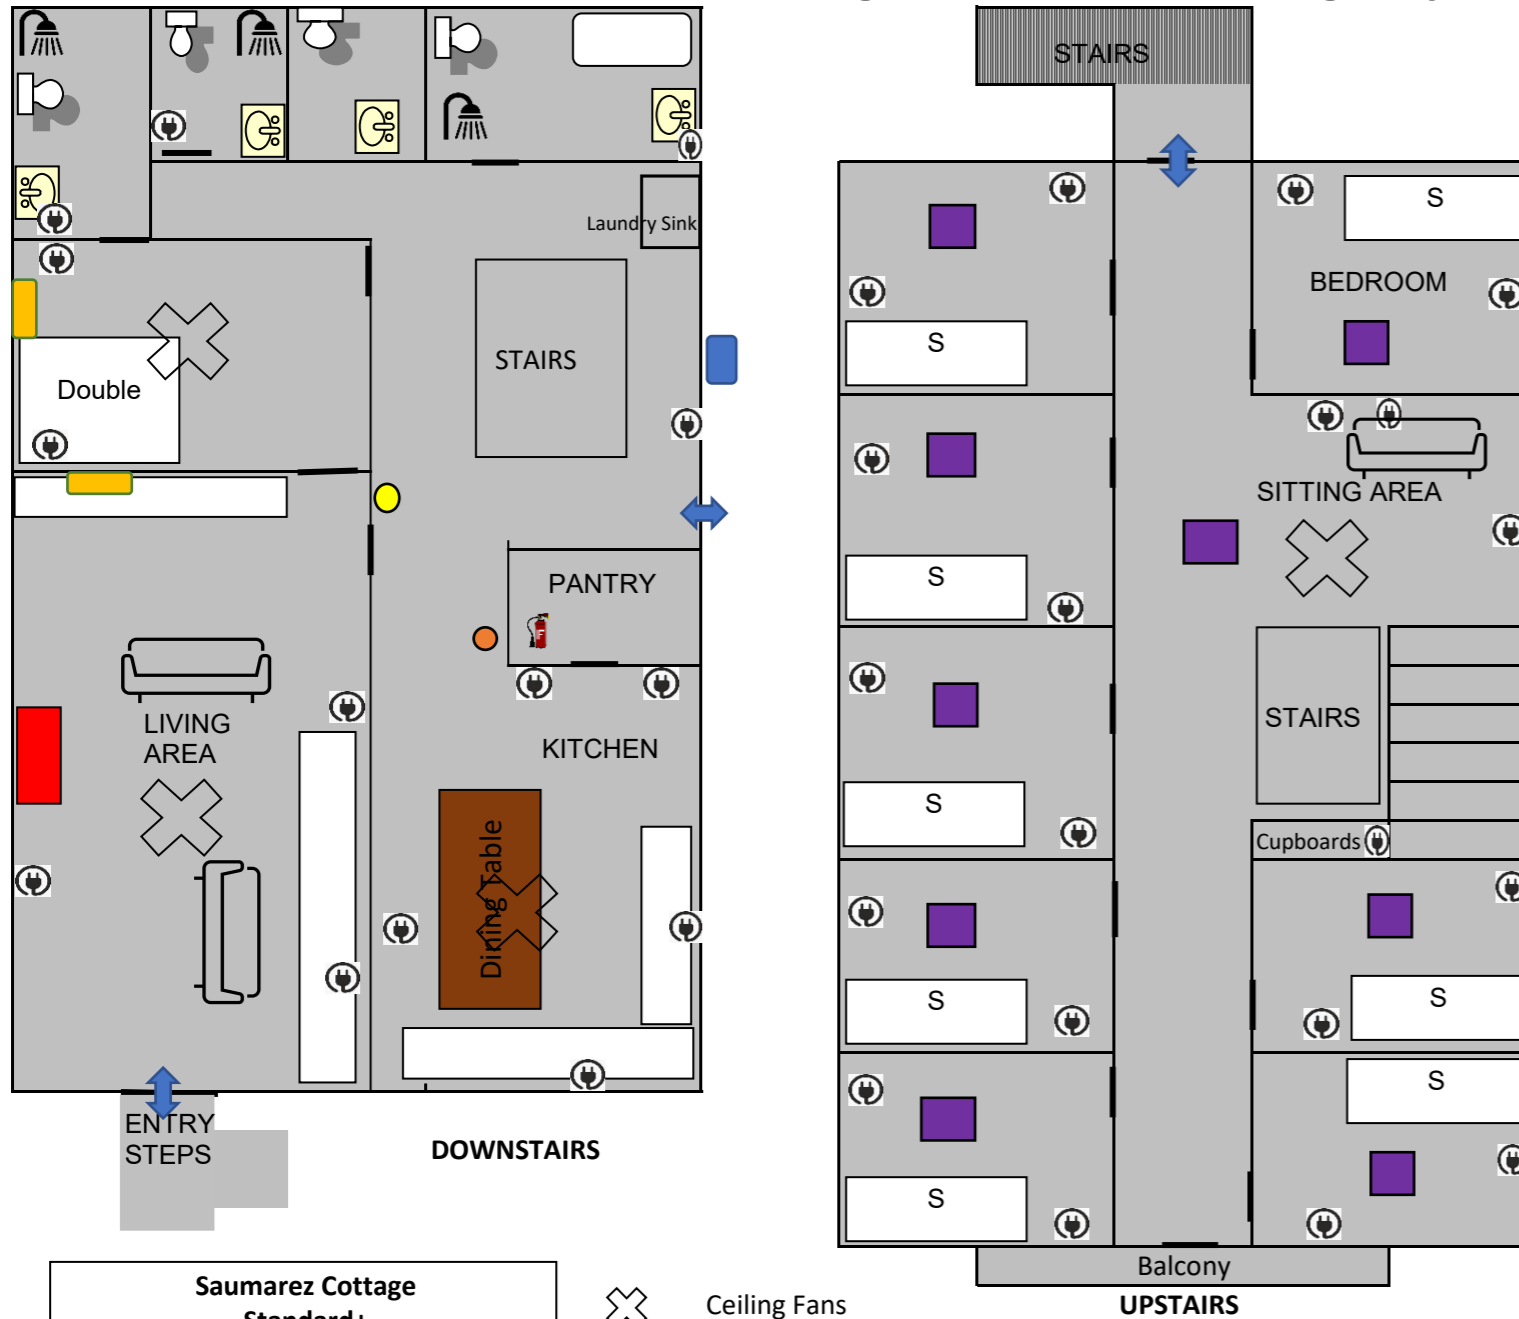 STAIRS
Laundry Sink
S
BEDROOM
STAIRS
S
Double
SITTING AREA
PANTRY
S
LIVING
AREA
KITCHEN
STAIRS
S
Dining Table
Cupboards
S
S
S
S
ENTRY
STEPS
DOWNSTAIRS
Balcony
UPSTAIRS
Saumarez Cottage
Standard+
Ceiling Fans